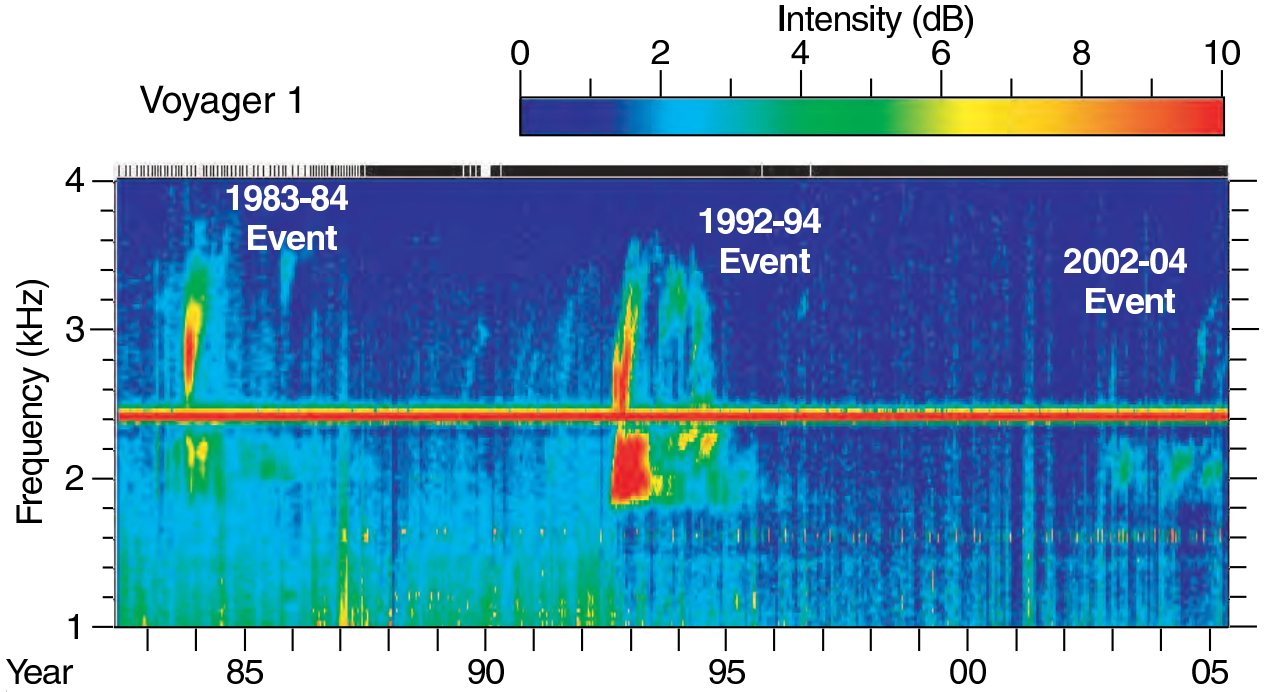 Intensity (dB)
0 2 4 6 8 10
Voyager 1
4
3
2
1
Frequency (kHz)
1983-84
Event
1992-94
Event
2002-04
Event
Year 85 90 95 00 05